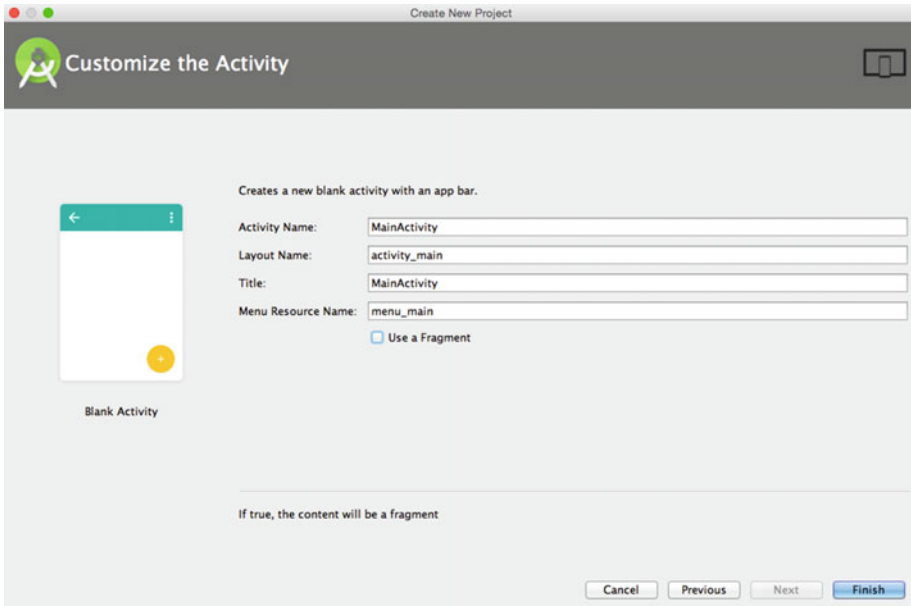 Create New Project
Customize the Activity
Creates a new blank activity with an app bar.
Activity Name: MainActivity
Layout Name: activity_main
Title: MainActivity
Menu Resource Name: menu_main
Use a Fragment
Blank Activity
If true, the content will be a fragment
Cancel Previous Next Finish